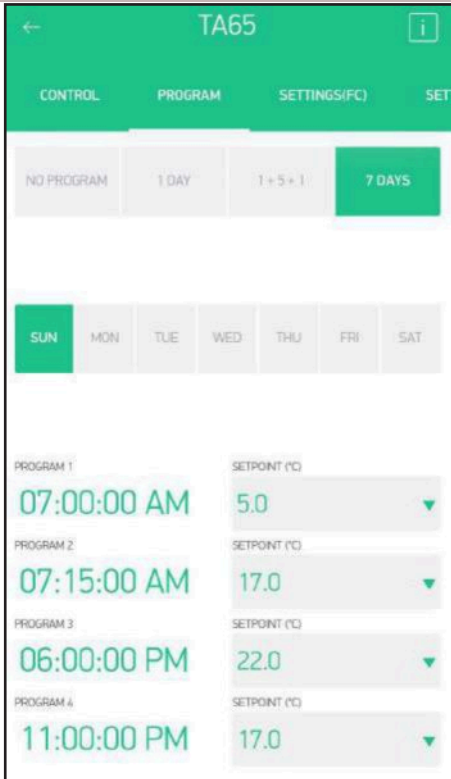 ← TA65 i
CONTROL PROGRAM SETTINGS(FC) SET
NO PROGRAM 1 DAY 1+5+1 7 DAYS
SUN MON TUE WED THU FRI SAT
PROGRAM 1 SETPOINT (°C)
07:00:00 AM 5.0 ▼
PROGRAM 2 SETPOINT (°C)
07:15:00 AM 17.0 ▼
PROGRAM 3 SETPOINT (°C)
06:00:00 PM 22.0 ▼
PROGRAM 4 SETPOINT (°C)
11:00:00 PM 17.0 ▼